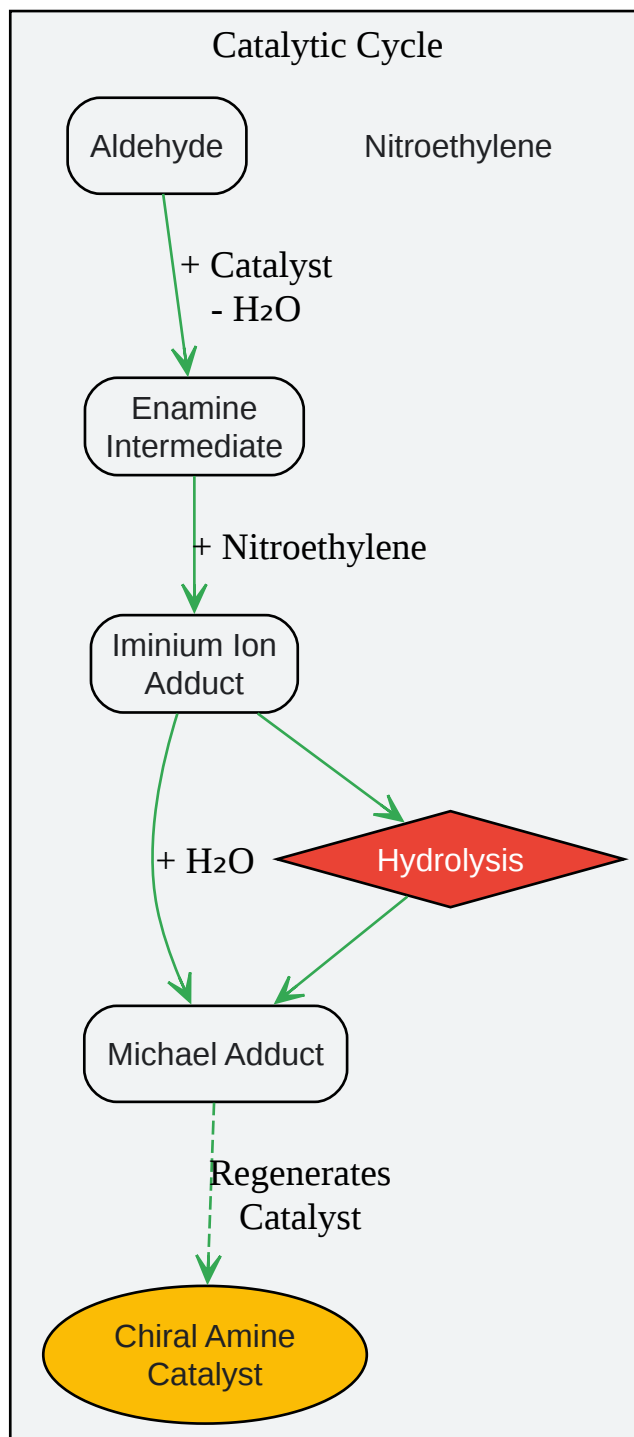 Catalytic Cycle
Aldehyde
Nitroethylene
+ Catalyst
- H₂O
Enamine
Intermediate
+ Nitroethylene
Iminium Ion
Adduct
+ H₂O
Hydrolysis
Michael Adduct
Regenerates
Catalyst
Chiral Amine
Catalyst